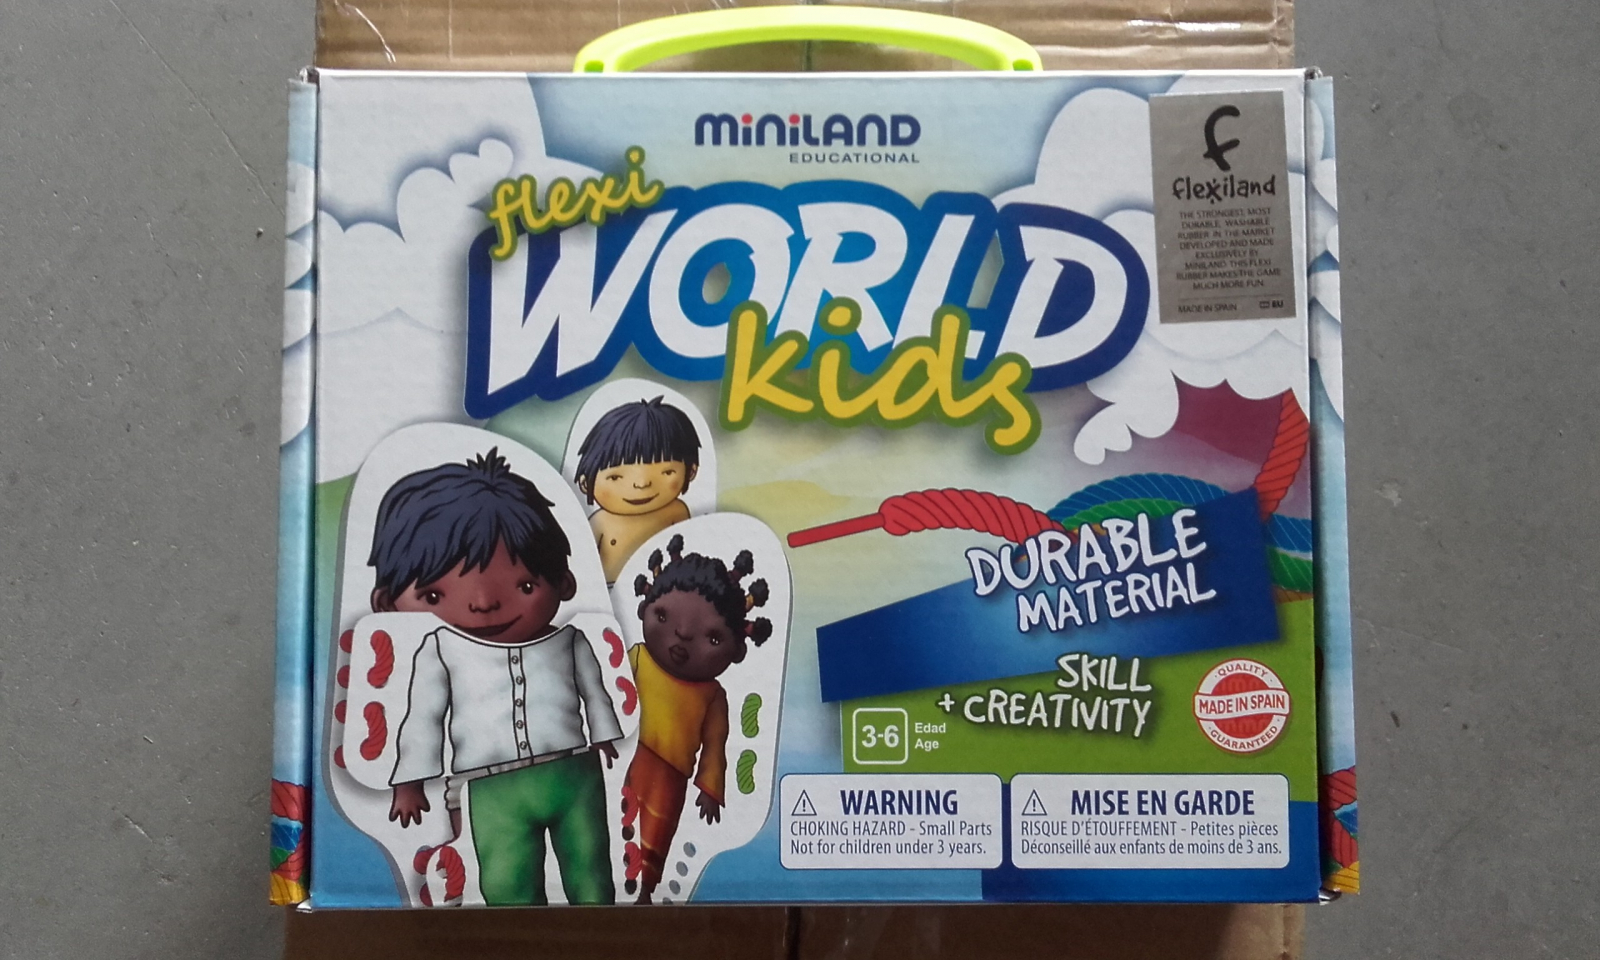 miniLAND
EDUCATIONAL
flexi
WORLD
kids
f
flexiland
THE STRONGEST, MOST
DURABLE, WASHABLE
RUBBER IN THE MARKET
DEVELOPED AND MADE
EXCLUSIVELY BY
MINILAND. THIS FLEXI
RUBBER MAKES THE GAME
MUCH MORE FUN.
MADE IN SPAIN EU
DURABLE
MATERIAL
SKILL
+ CREATIVITY
3-6 Edad
Age
QUALITY
MADE IN SPAIN
GUARANTEED
WARNING
CHOKING HAZARD - Small Parts
Not for children under 3 years.
MISE EN GARDE
RISQUE D'ÉTOUFFEMENT - Petites pièces
Déconseillé aux enfants de moins de 3 ans.